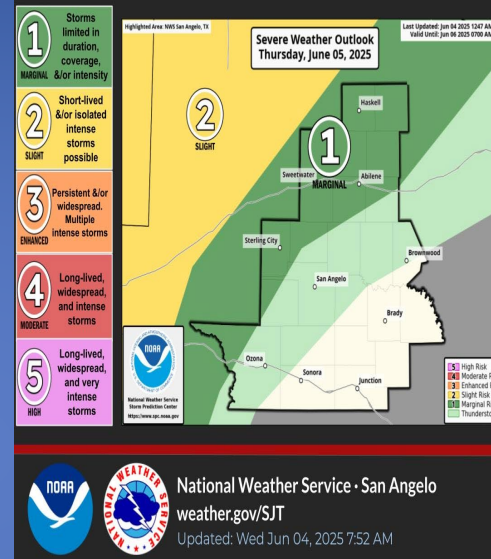 1
MARGINAL
Storms
limited in
duration,
coverage,
&/or intensity
2
SLIGHT
Short-lived
&/or isolated
intense
storms
possible
3
ENHANCED
Persistent &/or
widespread.
Multiple
intense storms
4
MODERATE
Long-lived,
widespread,
and intense
storms
5
HIGH
Long-lived,
widespread,
and very
intense
storms
Highlighted Area: NWS San Angelo, TX
Severe Weather Outlook
Thursday, June 05, 2025
Last Updated: Jun 04 2025 1247 AM
Valid Until: Jun 06 2025 0700 AM
2
SLIGHT
1
MARGINAL
Haskell
Sweetwater
Abilene
Sterling City
Brownwood
San Angelo
Brady
Ozona
Sonora
Junction
NOAA
National Weather Service
Storm Prediction Center
https://www.spc.noaa.gov
5 High Risk
4 Moderate R
3 Enhanced R
2 Slight Risk
1 Marginal Ri
Thundersto
NOAA
NATIONAL WEATHER SERVICE
National Weather Service · San Angelo
weather.gov/SJT
Updated: Wed Jun 04, 2025 7:52 AM